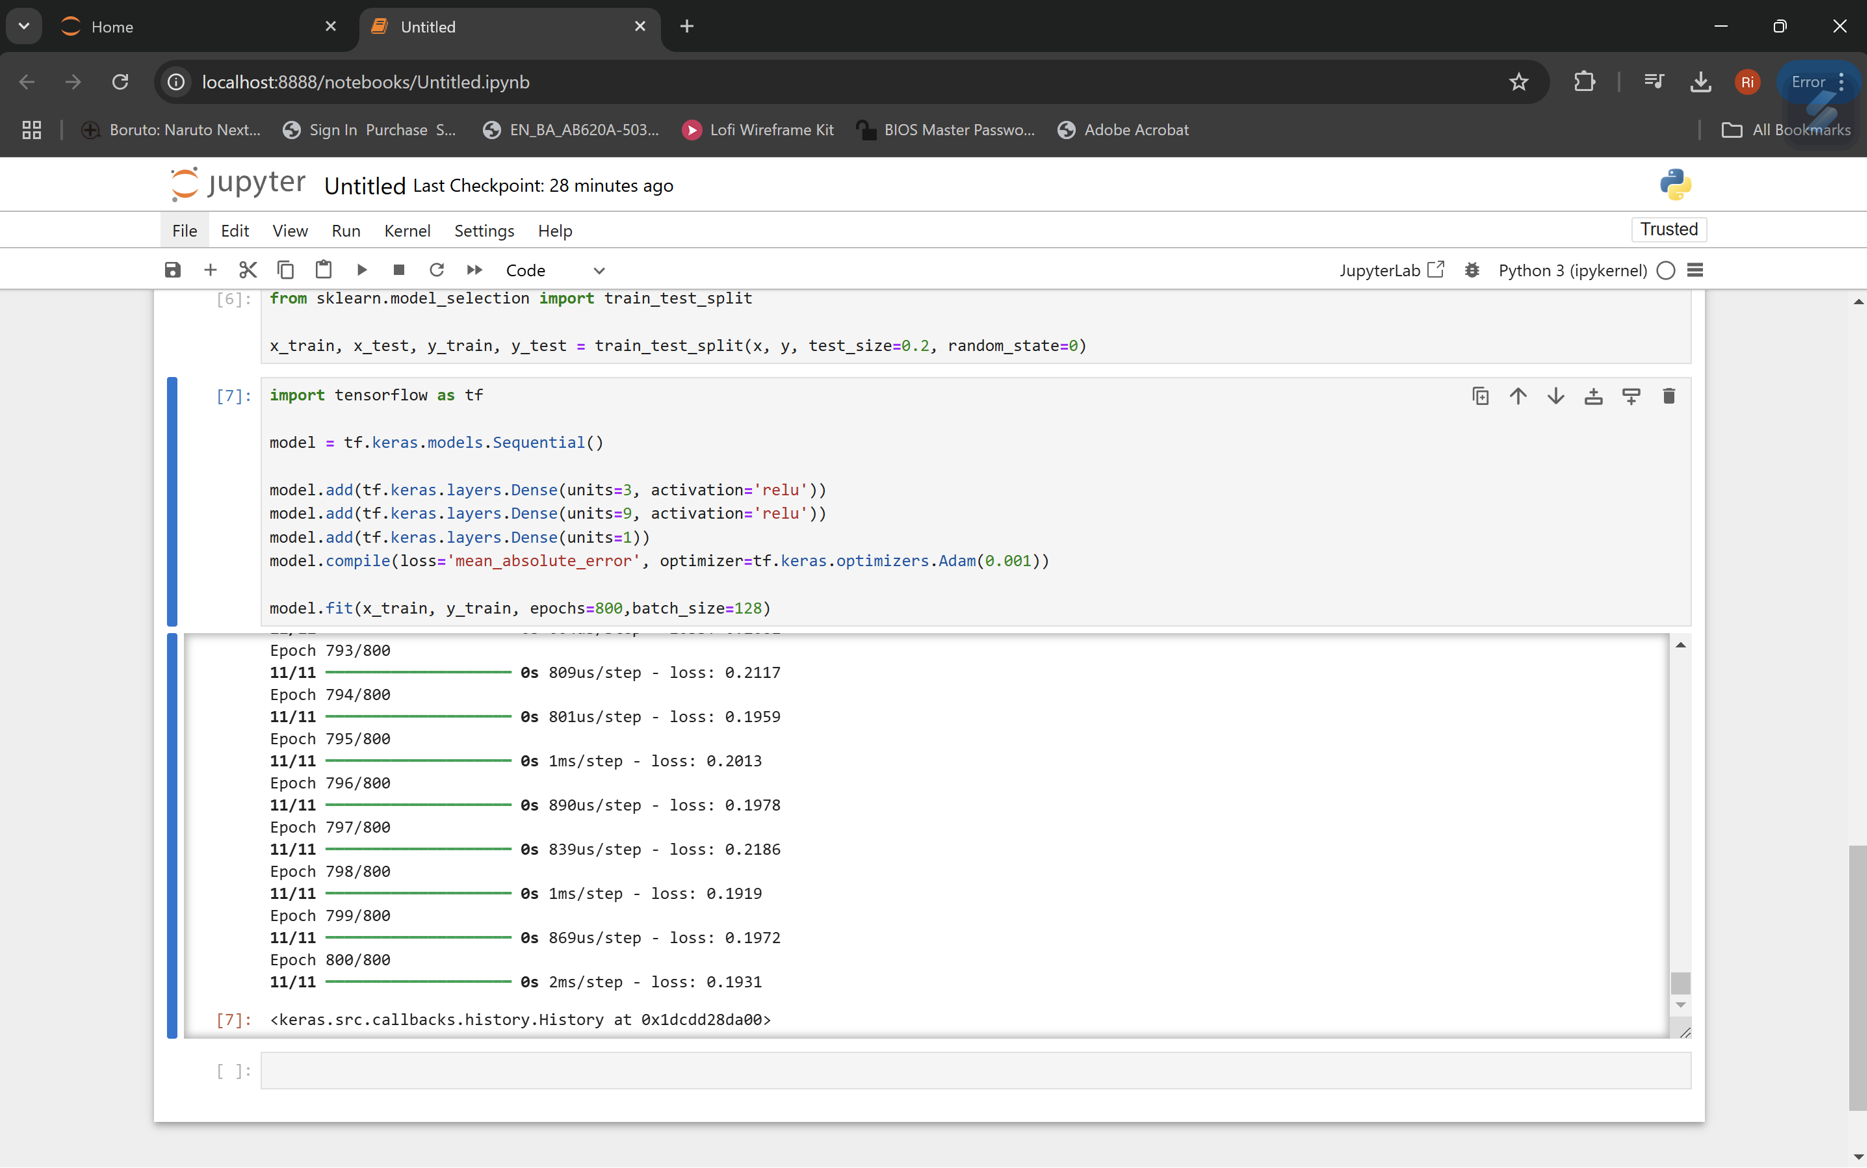 Home
Untitled
localhost:8888/notebooks/Untitled.ipynb
Ri
Error
Boruto: Naruto Next...
Sign In Purchase S...
EN_BA_AB620A-503...
Lofi Wireframe Kit
BIOS Master Passwo...
Adobe Acrobat
All Bookmarks
jupyter Untitled Last Checkpoint: 28 minutes ago
File Edit View Run Kernel Settings Help
Trusted
Code
JupyterLab
Python 3 (ipykernel)
[6]: from sklearn.model_selection import train_test_split
x_train, x_test, y_train, y_test = train_test_split(x, y, test_size=0.2, random_state=0)
[7]: import tensorflow as tf
model = tf.keras.models.Sequential()
model.add(tf.keras.layers.Dense(units=3, activation='relu'))
model.add(tf.keras.layers.Dense(units=9, activation='relu'))
model.add(tf.keras.layers.Dense(units=1))
model.compile(loss='mean_absolute_error', optimizer=tf.keras.optimizers.Adam(0.001))
model.fit(x_train, y_train, epochs=800,batch_size=128)
Epoch 793/800
11/11 0s 809us/step - loss: 0.2117
Epoch 794/800
11/11 0s 801us/step - loss: 0.1959
Epoch 795/800
11/11 0s 1ms/step - loss: 0.2013
Epoch 796/800
11/11 0s 890us/step - loss: 0.1978
Epoch 797/800
11/11 0s 839us/step - loss: 0.2186
Epoch 798/800
11/11 0s 1ms/step - loss: 0.1919
Epoch 799/800
11/11 0s 869us/step - loss: 0.1972
Epoch 800/800
11/11 0s 2ms/step - loss: 0.1931
[7]: <keras.src.callbacks.history.History at 0x1dcdd28da00>
[ ]: